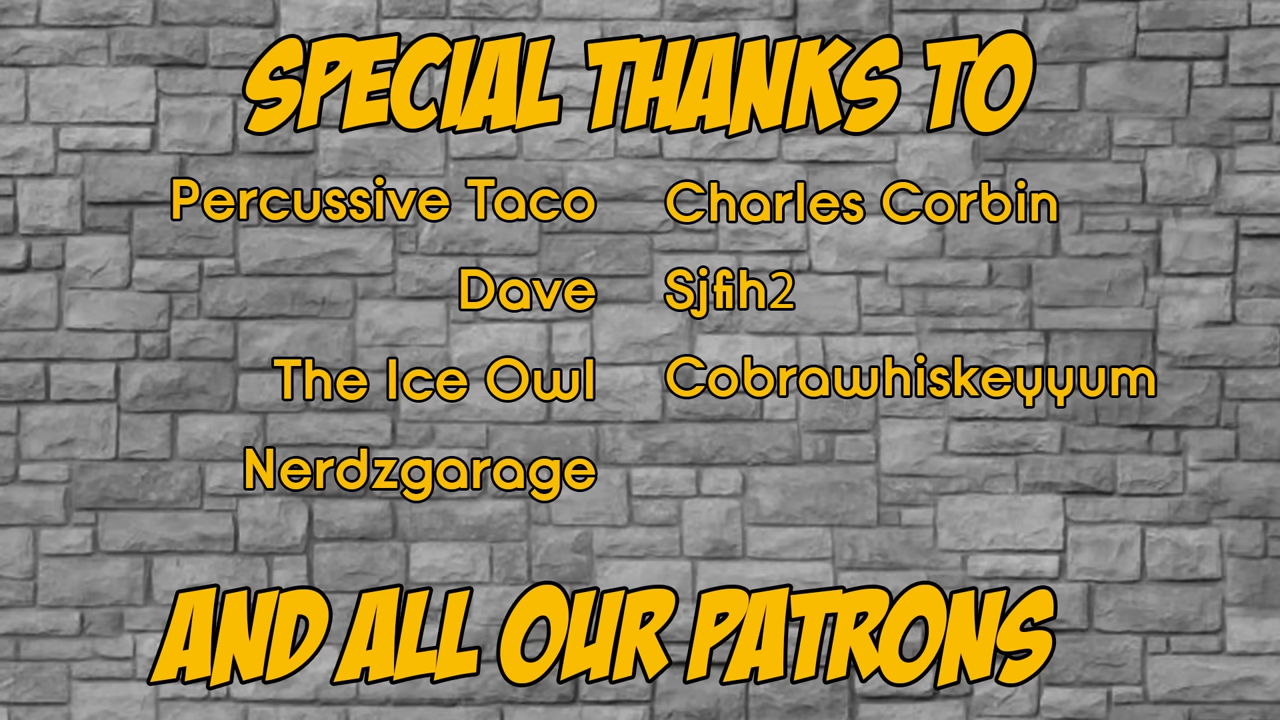 SPECIAL THANKS TO
Percussive Taco
Charles Corbin
Dave
Sjfih2
The Ice Owl
Cobrawhiskeyyum
Nerdzgarage
AND ALL OUR PATRONS